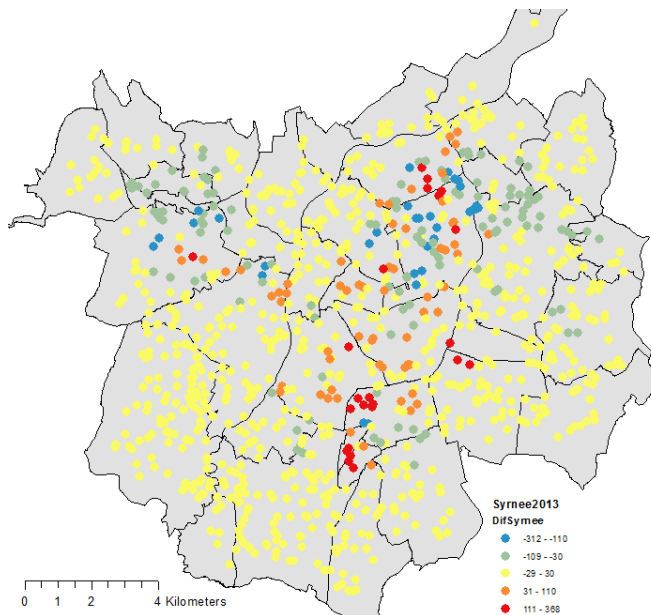 Syrnee2013
DifSymee
-312 - -110
-109 - -30
-29 - 30
31 - 110
111 - 368
0 1 2 4 Kilometers